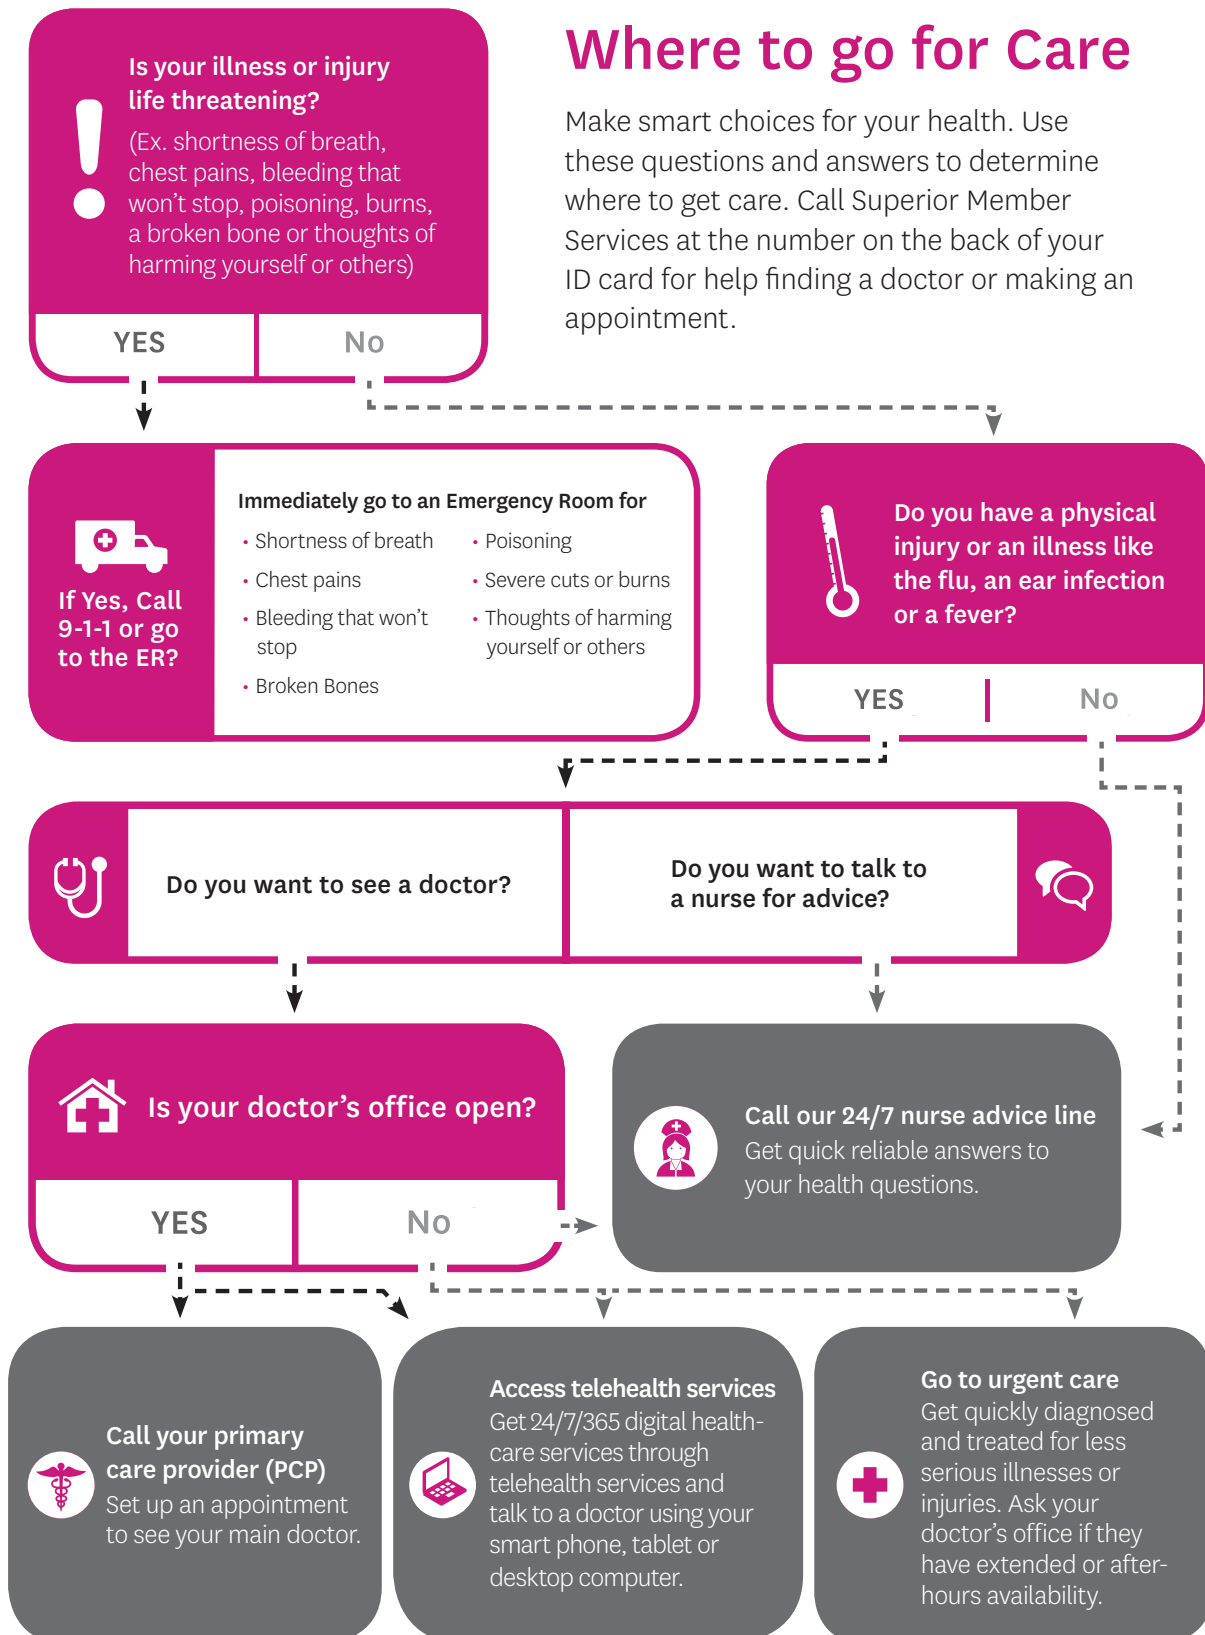 Where to go for Care
Make smart choices for your health. Use
these questions and answers to determine
where to get care. Call Superior Member
Services at the number on the back of your
ID card for help finding a doctor or making an
appointment.
Is your illness or injury
life threatening?
(Ex. shortness of breath,
chest pains, bleeding that
won't stop, poisoning, burns,
a broken bone or thoughts of
harming yourself or others)
YES
No
If Yes, Call
9-1-1 or go
to the ER?
Immediately go to an Emergency Room for
• Shortness of breath
• Chest pains
• Bleeding that won't
stop
• Broken Bones
• Poisoning
• Severe cuts or burns
• Thoughts of harming
yourself or others
Do you have a physical
injury or an illness like
the flu, an ear infection
or a fever?
YES
No
Do you want to see a doctor?
Do you want to talk to
a nurse for advice?
Is your doctor's office open?
YES
No
Call our 24/7 nurse advice line
Get quick reliable answers to
your health questions.
Call your primary
care provider (PCP)
Set up an appointment
to see your main doctor.
Access telehealth services
Get 24/7/365 digital health-
care services through
telehealth services and
talk to a doctor using your
smart phone, tablet or
desktop computer.
Go to urgent care
Get quickly diagnosed
and treated for less
serious illnesses or
injuries. Ask your
doctor's office if they
have extended or after-
hours availability.